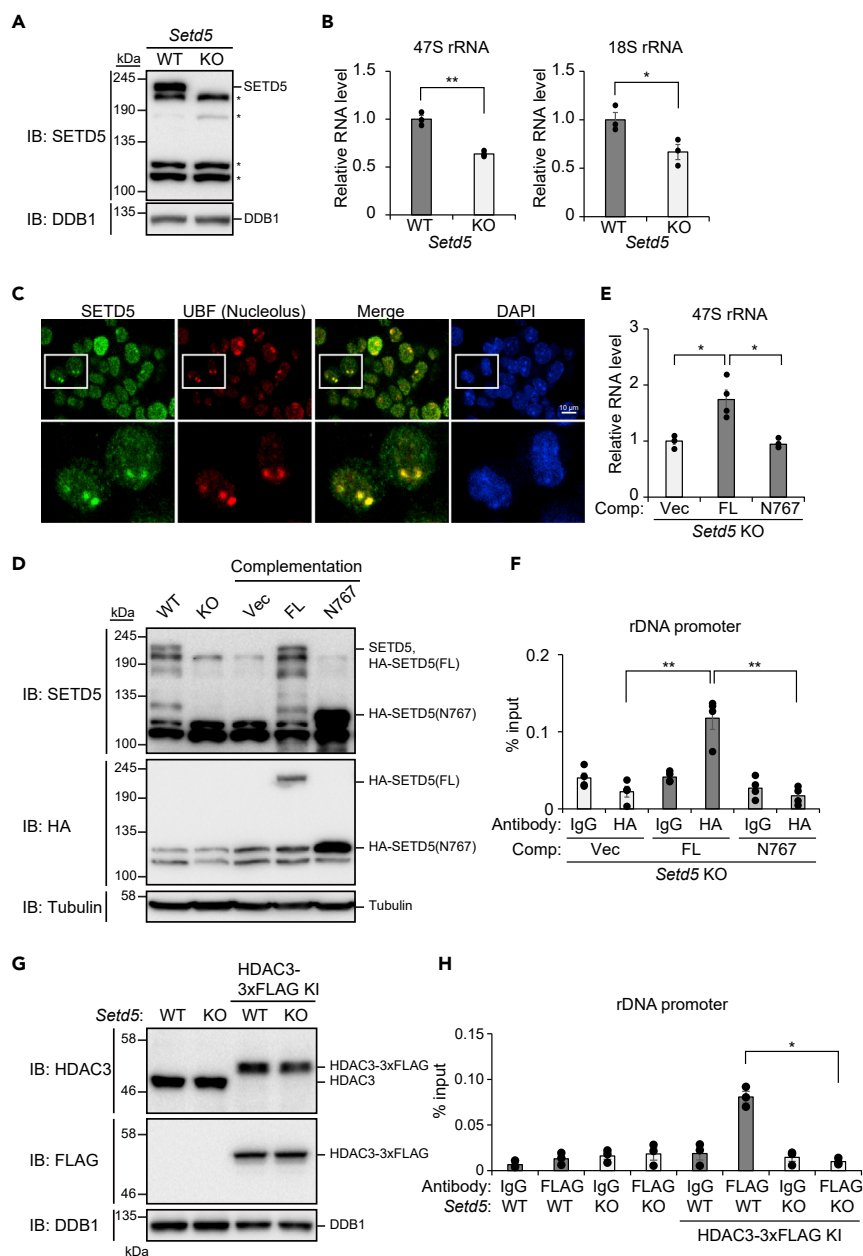 A
Setd5
kDa WT KO
245
SETD5
*
190
*
IB: SETD5
135
*
*
100
135
IB: DDB1
DDB1
B
47S rRNA
Relative RNA level
1.5
1.0
0.5
0
**
WT KO
Setd5
18S rRNA
Relative RNA level
1.5
1.0
0.5
0
*
WT KO
Setd5
C
SETD5 UBF (Nucleolus) Merge DAPI
10 µm
E
47S rRNA
Relative RNA level
3
2
1
0
* *
Comp: Vec FL N767
Setd5 KO
D
Complementation
kDa WT KO Vec FL N767
245
SETD5,
HA-SETD5(FL)
190
IB: SETD5
135
HA-SETD5(N767)
100
245
HA-SETD5(FL)
190
IB: HA
135
HA-SETD5(N767)
100
58
IB: Tubulin
Tubulin
F
rDNA promoter
% input
0.2
0.1
0
** **
Antibody: IgG HA IgG HA IgG HA
Comp: Vec FL N767
Setd5 KO
G
HDAC3-
3xFLAG KI
Setd5: WT KO WT KO
58
IB: HDAC3
HDAC3-3xFLAG
HDAC3
46
58
IB: FLAG
HDAC3-3xFLAG
46
135
IB: DDB1
DDB1
kDa
H
rDNA promoter
% input
0.15
0.10
0.05
0
*
Antibody: IgG FLAG IgG FLAG IgG FLAG IgG FLAG
Setd5: WT WT KO KO WT WT KO KO
HDAC3-3xFLAG KI